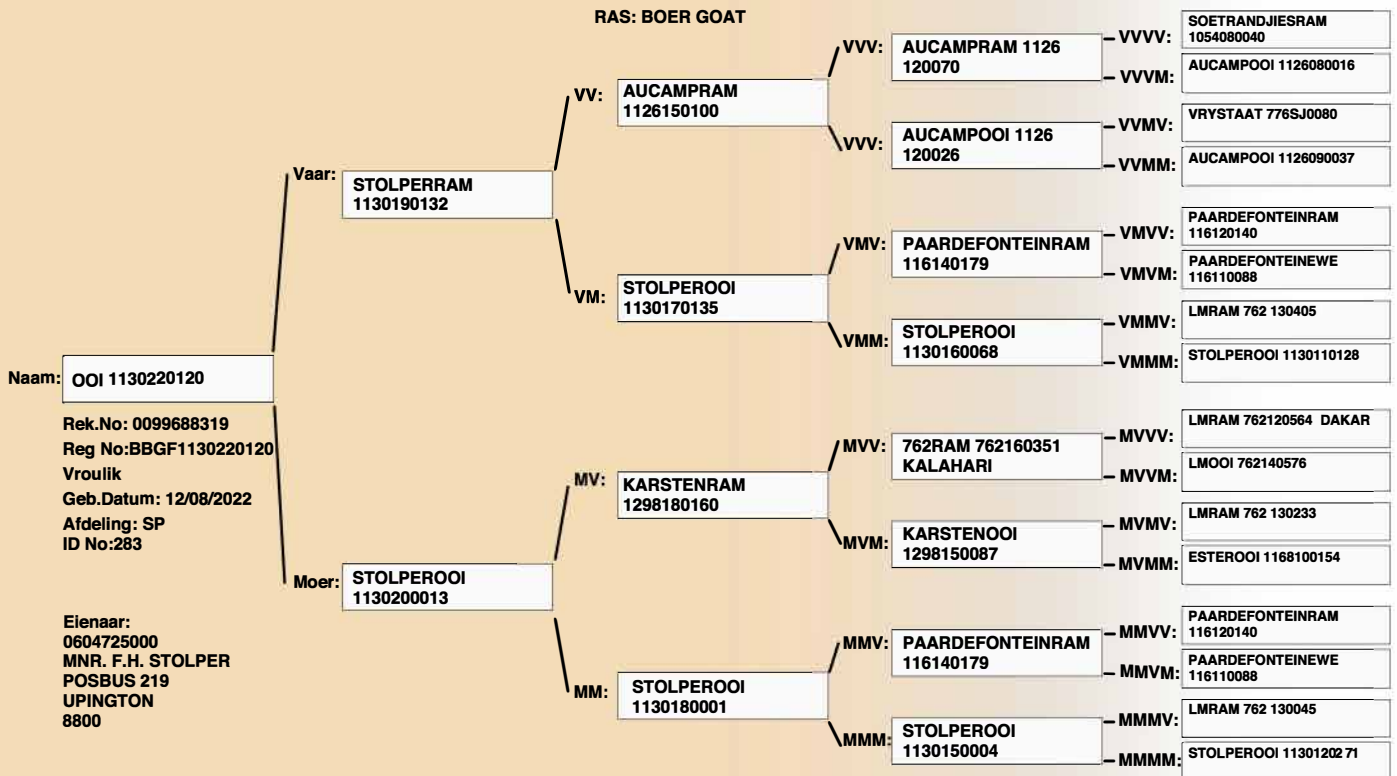 RAS: BOER GOAT
Naam:
OOI 1130220120
Rek.No: 0099688319
Reg No:BBGF1130220120
Vroulik
Geb.Datum: 12/08/2022
Afdeling: SP
ID No:283
Eienaar:
0604725000
MNR. F.H. STOLPER
POSBUS 219
UPINGTON
8800
Vaar:
STOLPERRAM
1130190132
Moer:
STOLPEROOI
1130200013
VV:
AUCAMPRAM
1126150100
VM:
STOLPEROOI
1130170135
MV:
KARSTENRAM
1298180160
MM:
STOLPEROOI
1130180001
VVV:
AUCAMPRAM 1126
120070
VVV:
AUCAMPOOI 1126
120026
VMV:
PAARDEFONTEINRAM
116140179
VMM:
STOLPEROOI
1130160068
MVV:
762RAM 762160351
KALAHARI
MVM:
KARSTENOOI
1298150087
MMV:
PAARDEFONTEINRAM
116140179
MMM:
STOLPEROOI
1130150004
VVVV:
SOETRANDJIESRAM
1054080040
VVVM:
AUCAMPOOI 1126080016
VVMV:
VRYSTAAT 776SJ0080
VVMM:
AUCAMPOOI 1126090037
VMVV:
PAARDEFONTEINRAM
116120140
VMVM:
PAARDEFONTEINEWE
116110088
VMMV:
LMRAM 762 130405
VMMM:
STOLPEROOI 1130110128
MVVV:
LMRAM 762120564 DAKAR
MVVM:
LMOOI 762140576
MVMV:
LMRAM 762 130233
MVMM:
ESTEROOI 1168100154
MMVV:
PAARDEFONTEINRAM
116120140
MMVM:
PAARDEFONTEINEWE
116110088
MMMV:
LMRAM 762 130045
MMMM:
STOLPEROOI 1130120271